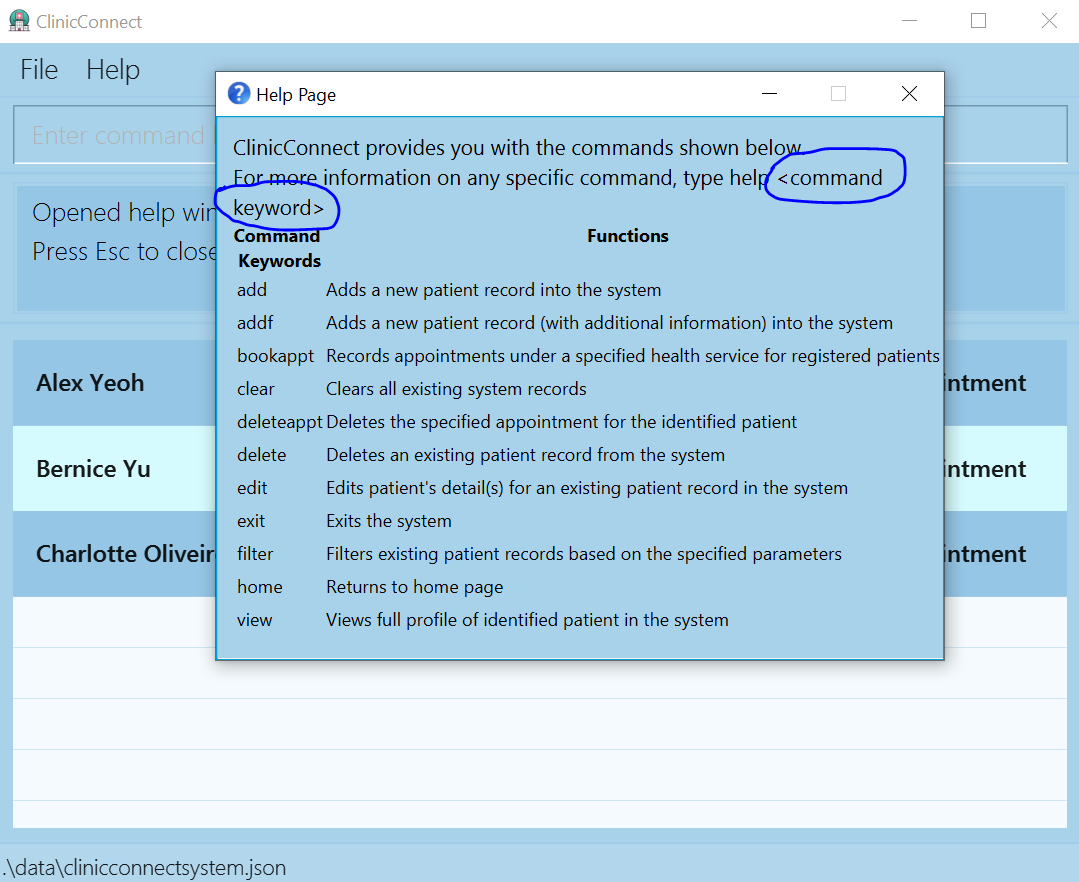 ClinicConnect
File Help
Enter command
Opened help win
Press Esc to close
Help Page
ClinicConnect provides you with the commands shown below.
For more information on any specific command, type help <command
keyword>
Command Functions
Keywords
add Adds a new patient record into the system
addf Adds a new patient record (with additional information) into the system
bookappt Records appointments under a specified health service for registered patients
clear Clears all existing system records
deleteappt Deletes the specified appointment for the identified patient
delete Deletes an existing patient record from the system
edit Edits patient's detail(s) for an existing patient record in the system
exit Exits the system
filter Filters existing patient records based on the specified parameters
home Returns to home page
view Views full profile of identified patient in the system
Alex Yeoh intment
Bernice Yu intment
Charlotte Oliveir intment
.\data\clinicconnectsystem.json